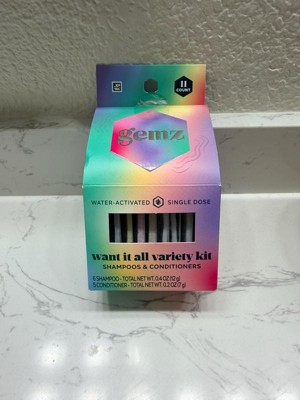 11
COUNT
gemz
WATER-ACTIVATED SINGLE DOSE
want it all variety kit
SHAMPOOS & CONDITIONERS
6 SHAMPOO - TOTAL NET WT. 0.4 OZ (12 g)
5 CONDITIONER - TOTAL NET WT. 0.2 OZ (7 g)